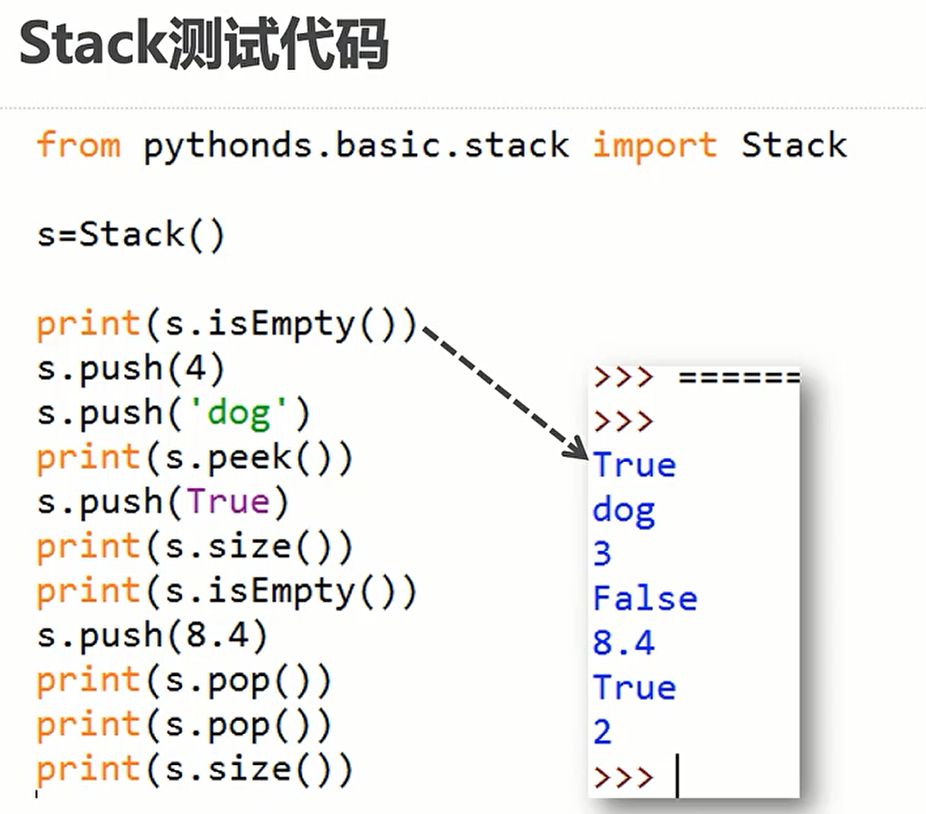 Stack测试代码
from pythonds.basic.stack import Stack
s=Stack()
print(s.isEmpty())
s.push(4)
s.push('dog')
print(s.peek())
s.push(True)
print(s.size())
print(s.isEmpty())
s.push(8.4)
print(s.pop())
print(s.pop())
print(s.size())
>>> ======
>>>
True
dog
3
False
8.4
True
2
>>>